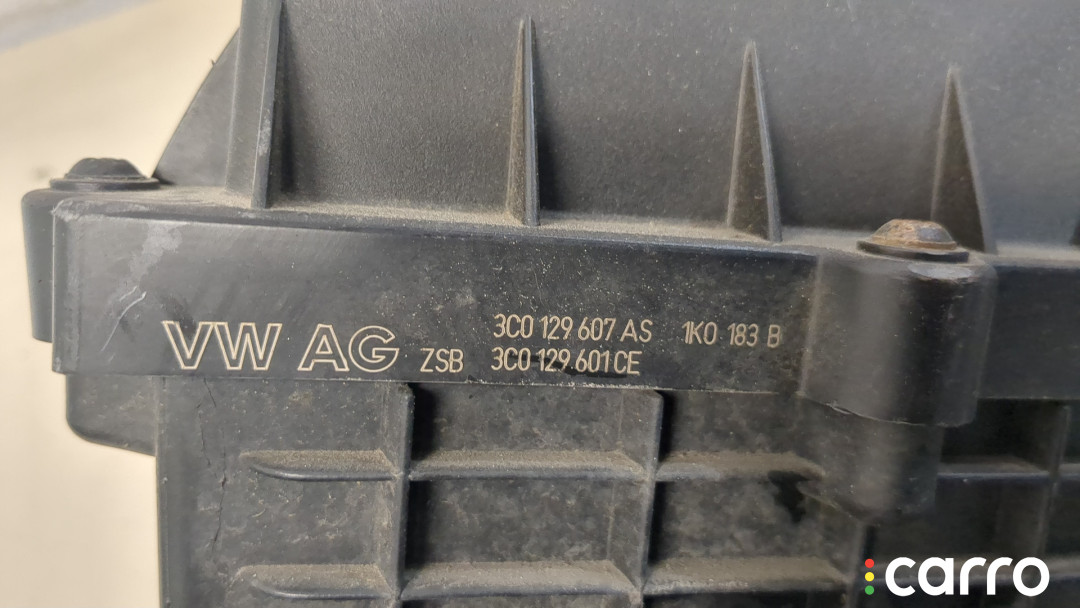 3C0 129 607 AS 1K0 183 B
VW AG ZSB 3C0 129 601 CE
carro